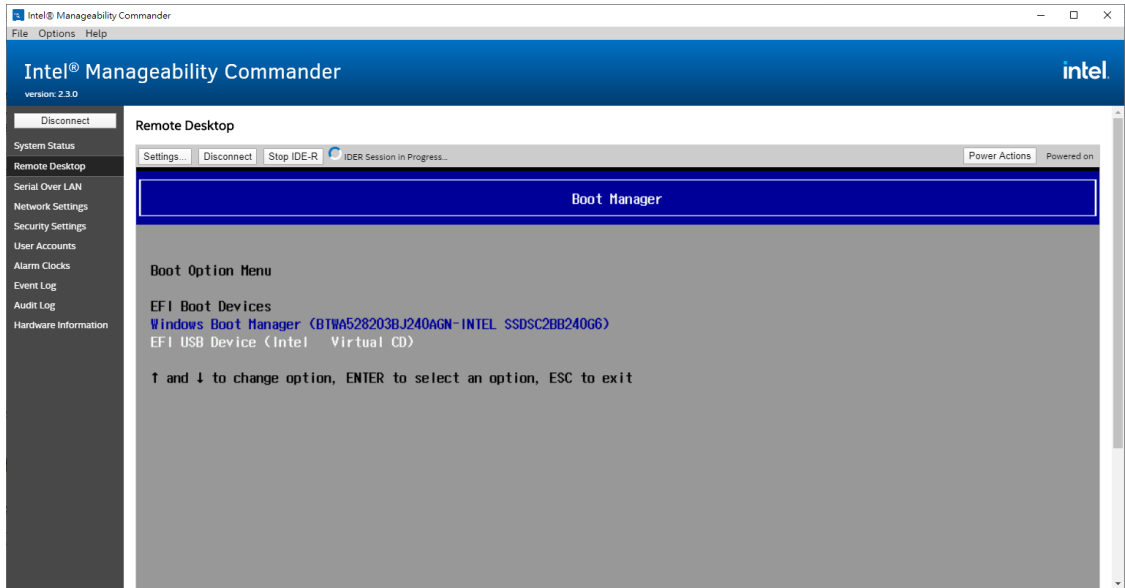 Intel® Manageability Commander
File Options Help
Intel® Manageability Commander
version: 2.3.0
intel.
Disconnect
System Status
Remote Desktop
Serial Over LAN
Network Settings
Security Settings
User Accounts
Alarm Clocks
Event Log
Audit Log
Hardware Information
Remote Desktop
Settings... Disconnect Stop IDE-R IDER Session in Progress... Power Actions Powered on
Boot Manager
Boot Option Menu
EFI Boot Devices
Windows Boot Manager (BTWA528203BJ240AGN-INTEL SSDSC2BB240G6)
EFI USB Device (Intel   Virtual CD)
↑ and ↓ to change option, ENTER to select an option, ESC to exit